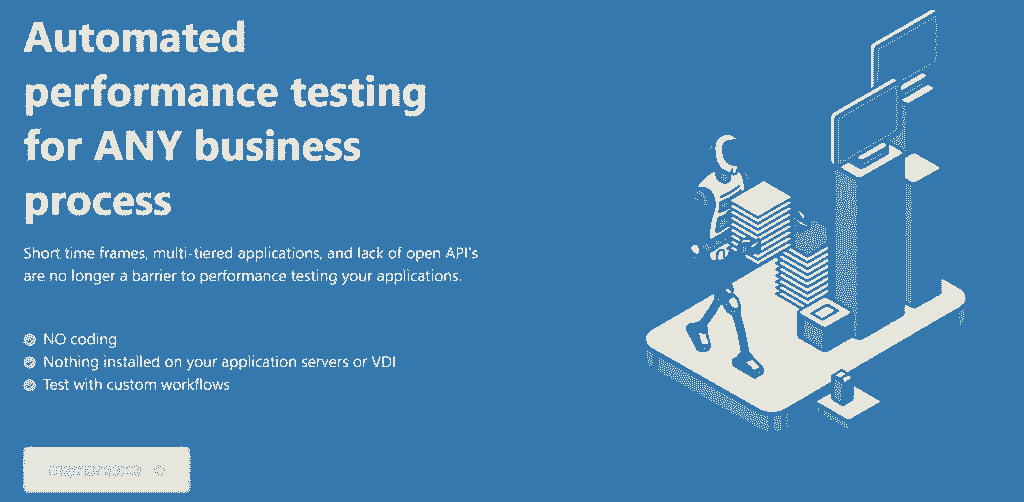 Automated
performance testing
for ANY business
process
Short time frames, multi-tiered applications, and lack of open API's
are no longer a barrier to performance testing your applications.
NO coding
Nothing installed on your application servers or VDI
Test with custom workflows